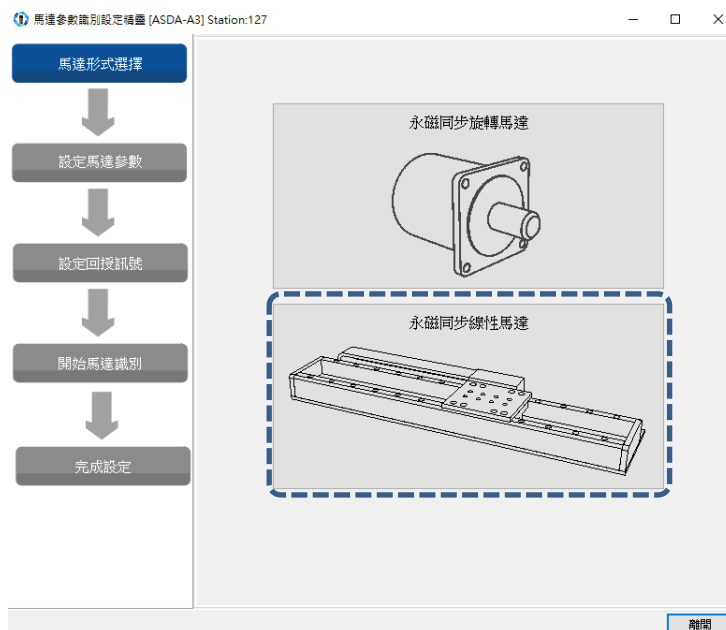 馬達參數識別設定精靈 [ASDA-A3] Station:127
馬達形式選擇
設定馬達參數
設定回授訊號
開始馬達識別
完成設定
永磁同步旋轉馬達
永磁同步線性馬達
離開